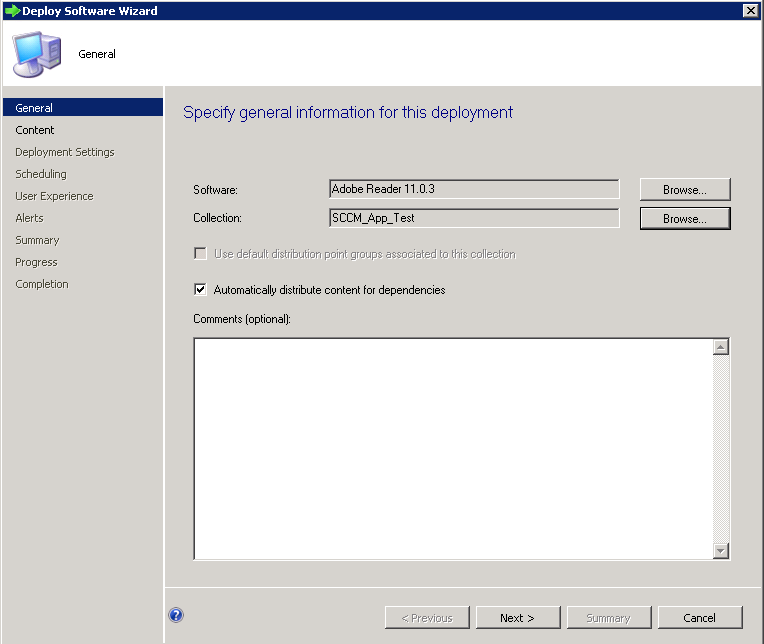 Deploy Software Wizard
General
General
Content
Deployment Settings
Scheduling
User Experience
Alerts
Summary
Progress
Completion
Specify general information for this deployment
Software: Adobe Reader 11.0.3 Browse...
Collection: SCCM_App_Test Browse...
Use default distribution point groups associated to this collection
Automatically distribute content for dependencies
Comments (optional):
< Previous Next > Summary Cancel